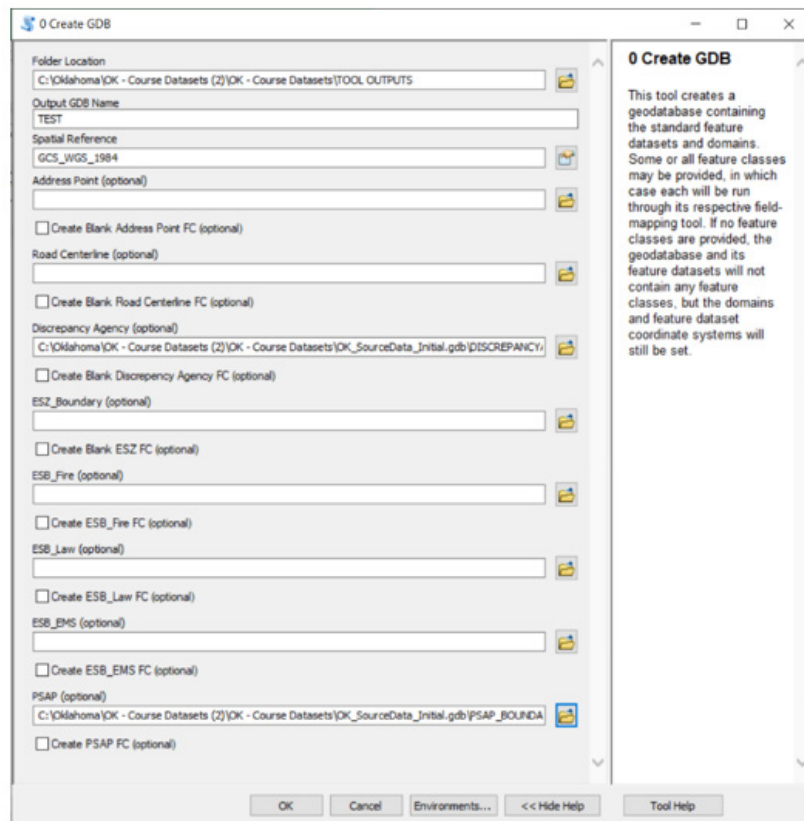 0 Create GDB
Folder Location
C:\Oklahoma\OK - Course Datasets (2)\OK - Course Datasets\TOOL OUTPUTS
Output GDB Name
TEST
Spatial Reference
GCS_WGS_1984
Address Point (optional)
Create Blank Address Point FC (optional)
Road Centerline (optional)
Create Blank Road Centerline FC (optional)
Discrepancy Agency (optional)
C:\Oklahoma\OK - Course Datasets (2)\OK - Course Datasets\OK_SourceData_Initial.gdb\DISCREPANCYA
Create Blank Discrepency Agency FC (optional)
ESZ_Boundary (optional)
Create Blank ESZ FC (optional)
ESB_Fire (optional)
Create ESB_Fire FC (optional)
ESB_Law (optional)
Create ESB_Law FC (optional)
ESB_EMS (optional)
Create ESB_EMS FC (optional)
PSAP (optional)
C:\Oklahoma\OK - Course Datasets (2)\OK - Course Datasets\OK_SourceData_Initial.gdb\PSAP_BOUNDA
Create PSAP FC (optional)
OK
Cancel
Environments...
<< Hide Help
Tool Help
0 Create GDB
This tool creates a
geodatabase containing
the standard feature
datasets and domains.
Some or all feature classes
may be provided, in which
case each will be run
through its respective field-
mapping tool. If no feature
classes are provided, the
geodatabase and its
feature datasets will not
contain any feature
classes, but the domains
and feature dataset
coordinate systems will
still be set.